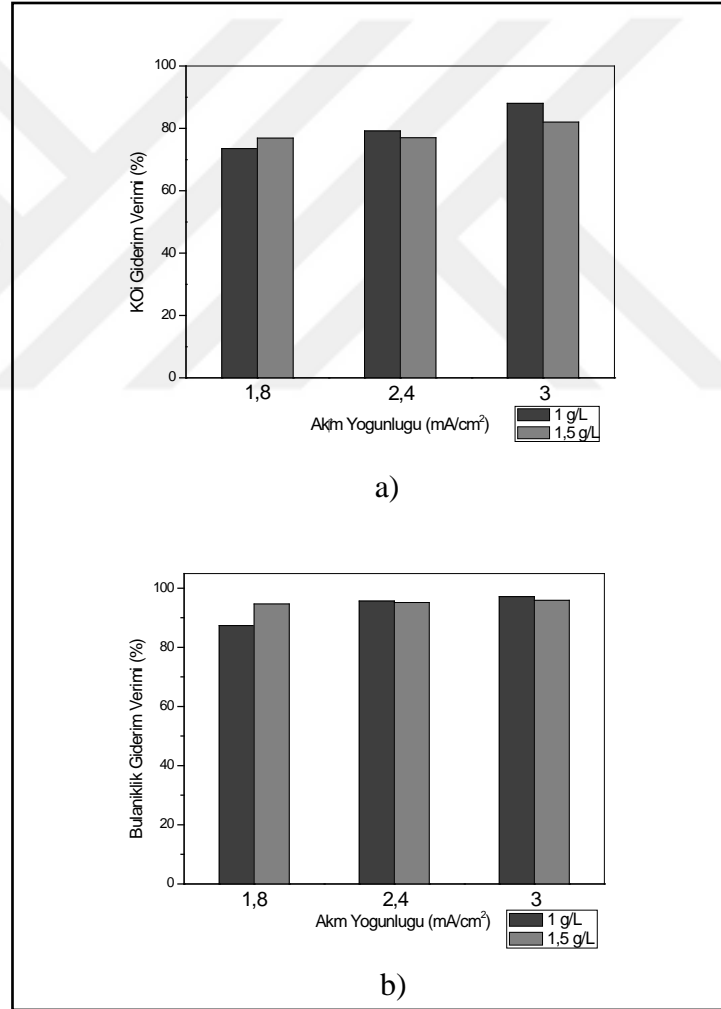 100
80
60
40
20
0
KOi Giderim Verimi (%)
1,8 2,4 3
Akım Yogunlugu (mA/cm²)
1 g/L
1,5 g/L
a)
100
80
60
40
20
0
Bulaniklik Giderim Verimi (%)
1,8 2,4 3
Akm Yogunlugu (mA/cm²)
1 g/L
1,5 g/L
b)